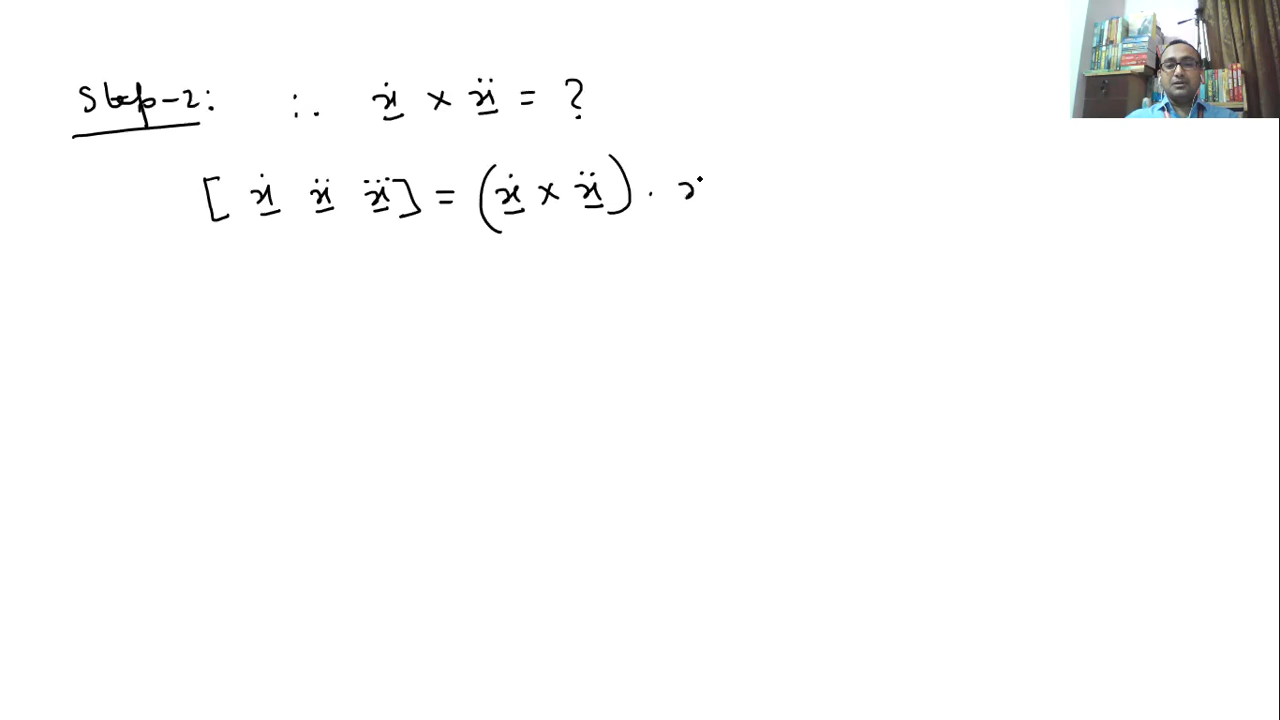 Step-2: ∴ ẋ × ẍ = ?
[ ẋ ẍ x⃛ ] = (ẋ × ẍ) . x